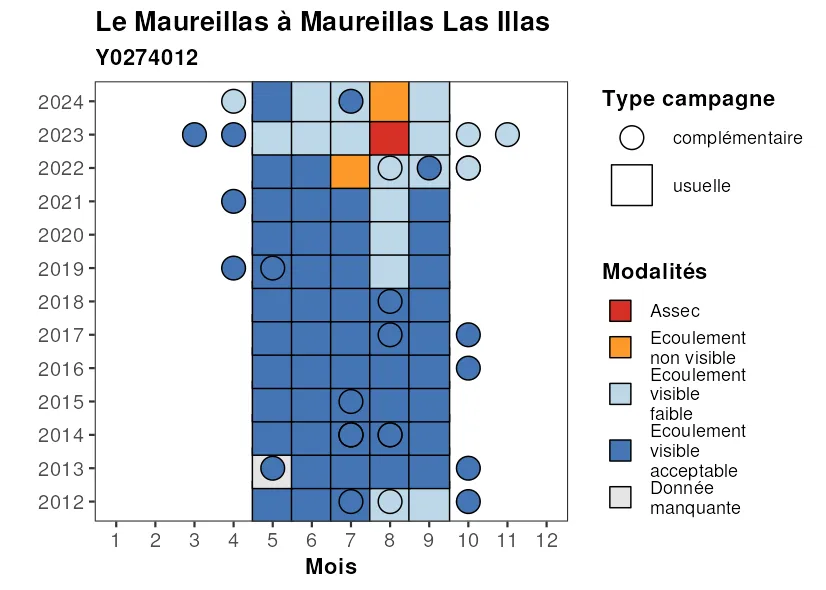 Le Maureillas à Maureillas Las Illas
Y0274012
2024
2023
2022
2021
2020
2019
2018
2017
2016
2015
2014
2013
2012
1 2 3 4 5 6 7 8 9 10 11 12
Mois
Type campagne
complémentaire
usuelle
Modalités
Assec
Ecoulement
non visible
Ecoulement
visible
faible
Ecoulement
visible
acceptable
Donnée
manquante